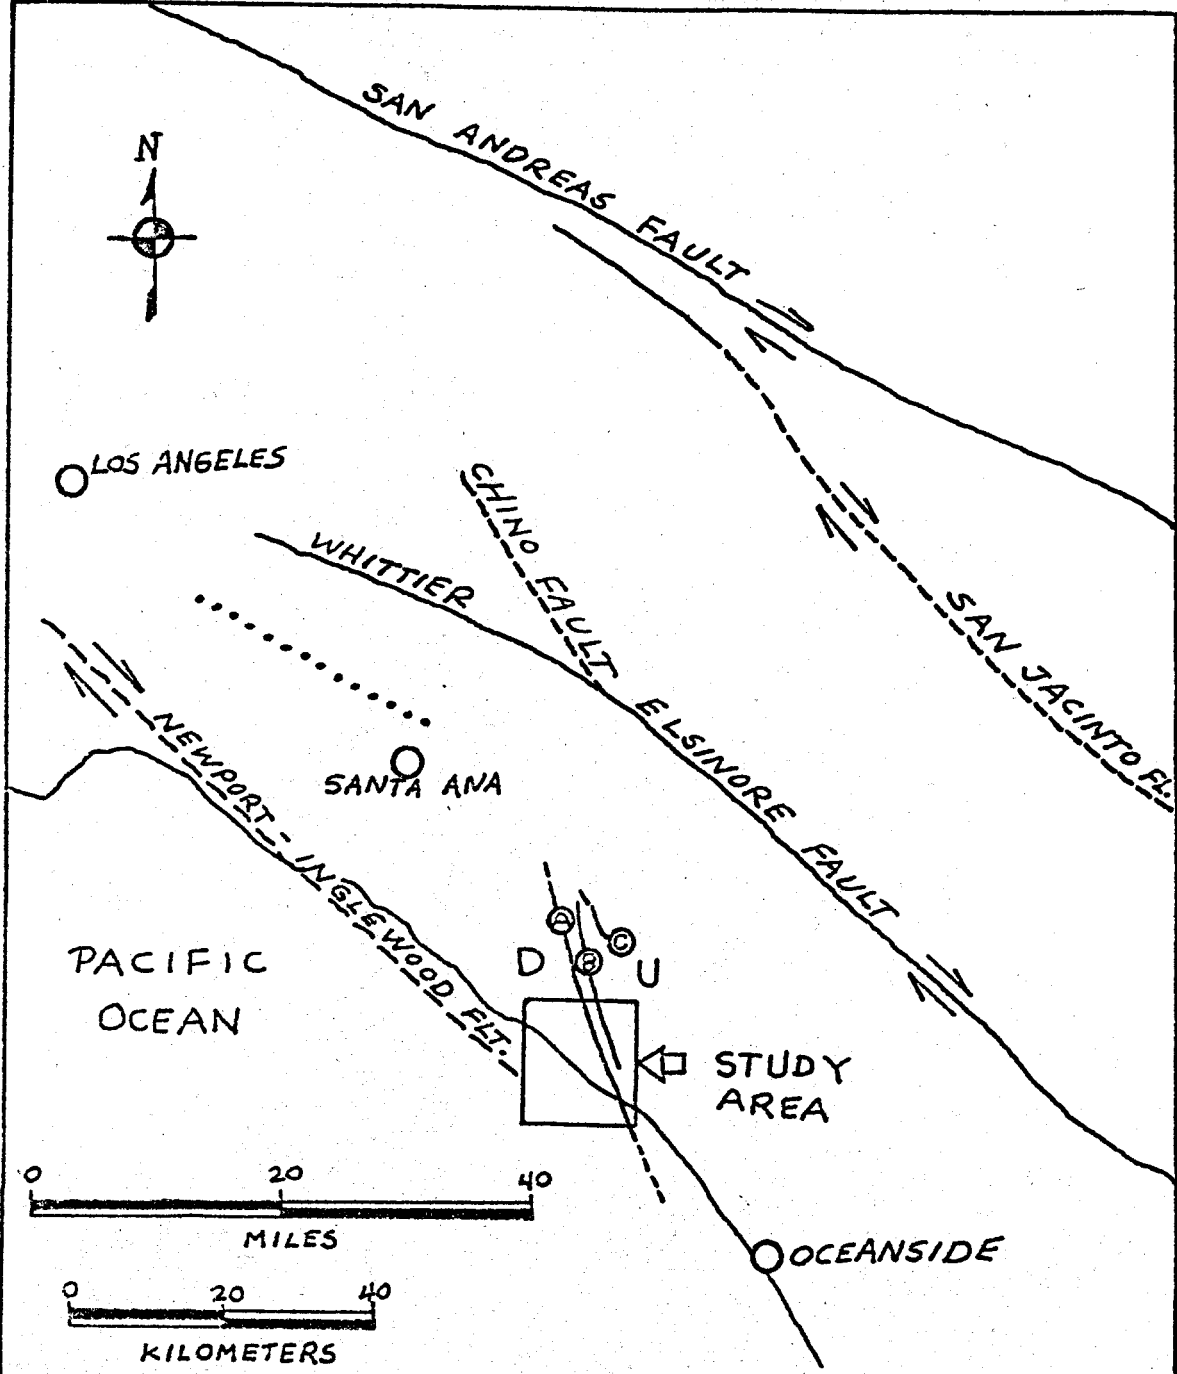 SAN ANDREAS FAULT
N
LOS ANGELES
CHINO FAULT
WHITTIER
ELSINORE FAULT
SAN JACINTO FL.
NEWPORT - INGLEWOOD FLT.
SANTA ANA
PACIFIC
OCEAN
A
B
C
D
U
STUDY
AREA
0 20 40
MILES
0 20 40
KILOMETERS
OCEANSIDE